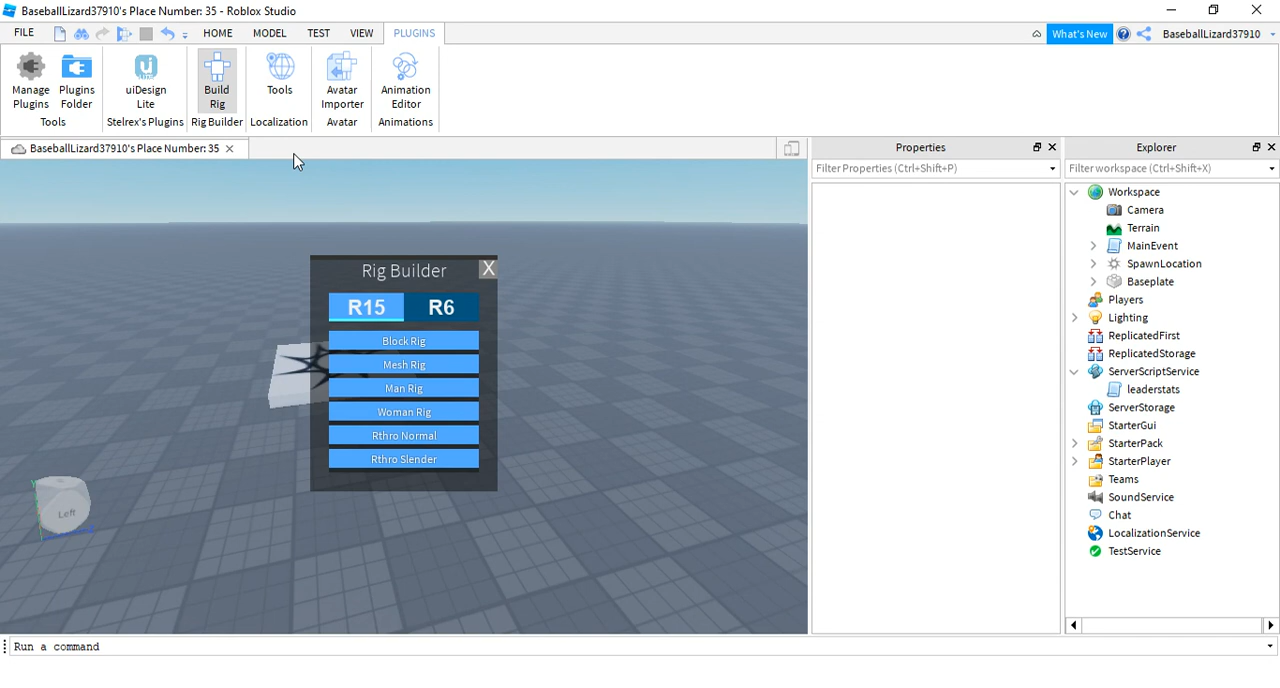 BaseballLizard37910's Place Number: 35 - Roblox Studio
FILE HOME MODEL TEST VIEW PLUGINS What's New BaseballLizard37910
Manage Plugins
Plugins Folder
Tools
uiDesign Lite
Stelrex's Plugins
Build Rig
Rig Builder
Tools
Localization
Avatar Importer
Avatar
Animation Editor
Animations
BaseballLizard37910's Place Number: 35
Rig Builder X
R15 R6
Block Rig
Mesh Rig
Man Rig
Woman Rig
Rthro Normal
Rthro Slender
Left
Properties
Filter Properties (Ctrl+Shift+P)
Explorer
Filter workspace (Ctrl+Shift+X)
Workspace
Camera
Terrain
MainEvent
SpawnLocation
Baseplate
Players
Lighting
ReplicatedFirst
ReplicatedStorage
ServerScriptService
leaderstats
ServerStorage
StarterGui
StarterPack
StarterPlayer
Teams
SoundService
Chat
LocalizationService
TestService
Run a command